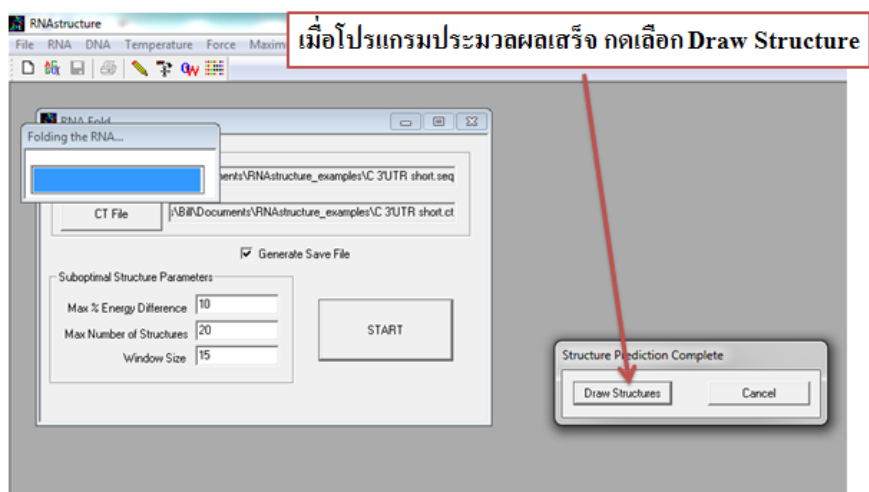 RNAstructure
เมื่อโปรแกรมประมวลผลเสร็จ กดเลือก Draw Structure
File RNA DNA Temperature Force Maxim
RNA Fold
Folding the RNA...
ments\RNAstructure_examples\C 3'UTR short.seq
CT File :\Bill\Documents\RNAstructure_examples\C 3'UTR short.ct
Generate Save File
Suboptimal Structure Parameters
Max % Energy Difference 10
Max Number of Structures 20
Window Size 15
START
Structure Prediction Complete
Draw Structures Cancel